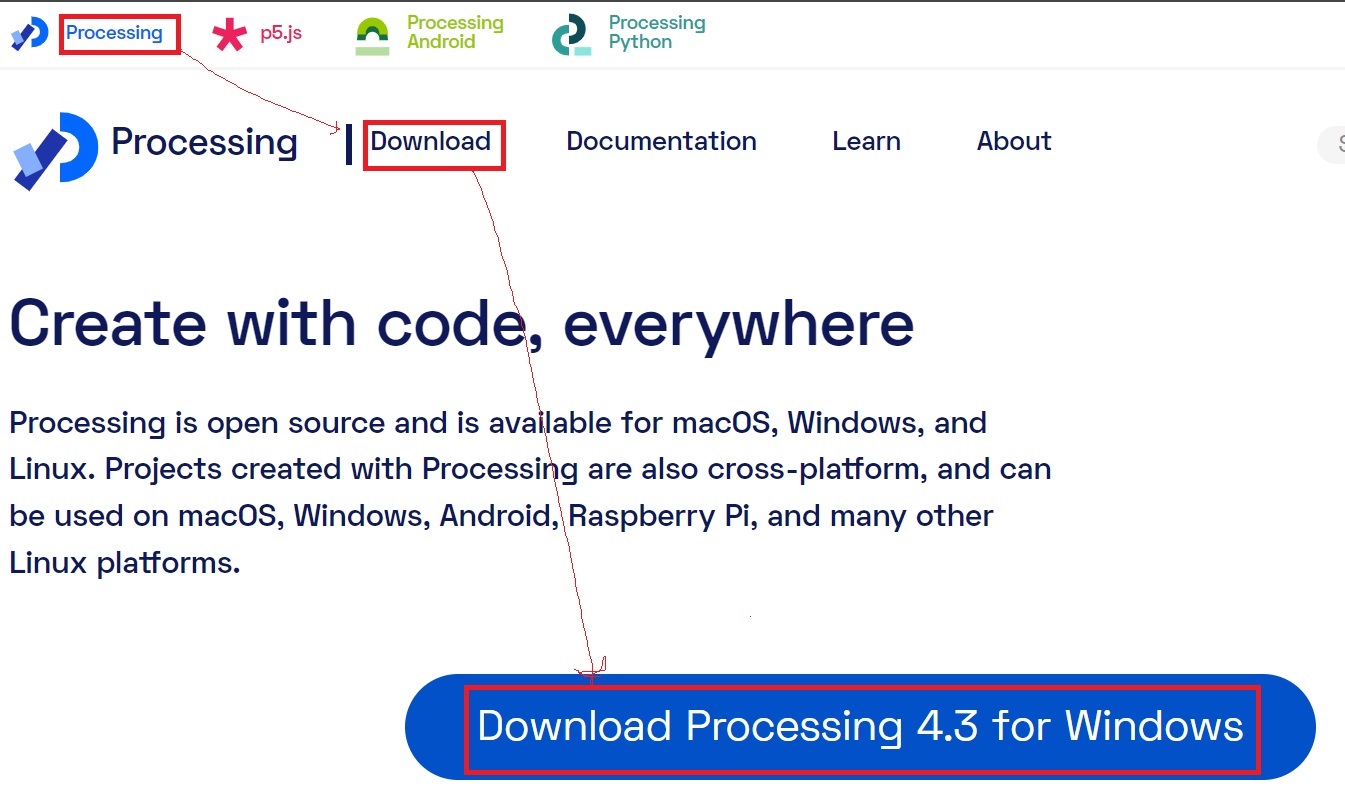 Processing
p5.js
Processing
Android
Processing
Python
Processing
Download
Documentation
Learn
About
S
Create with code, everywhere
Processing is open source and is available for macOS, Windows, and
Linux. Projects created with Processing are also cross-platform, and can
be used on macOS, Windows, Android, Raspberry Pi, and many other
Linux platforms.
Download Processing 4.3 for Windows